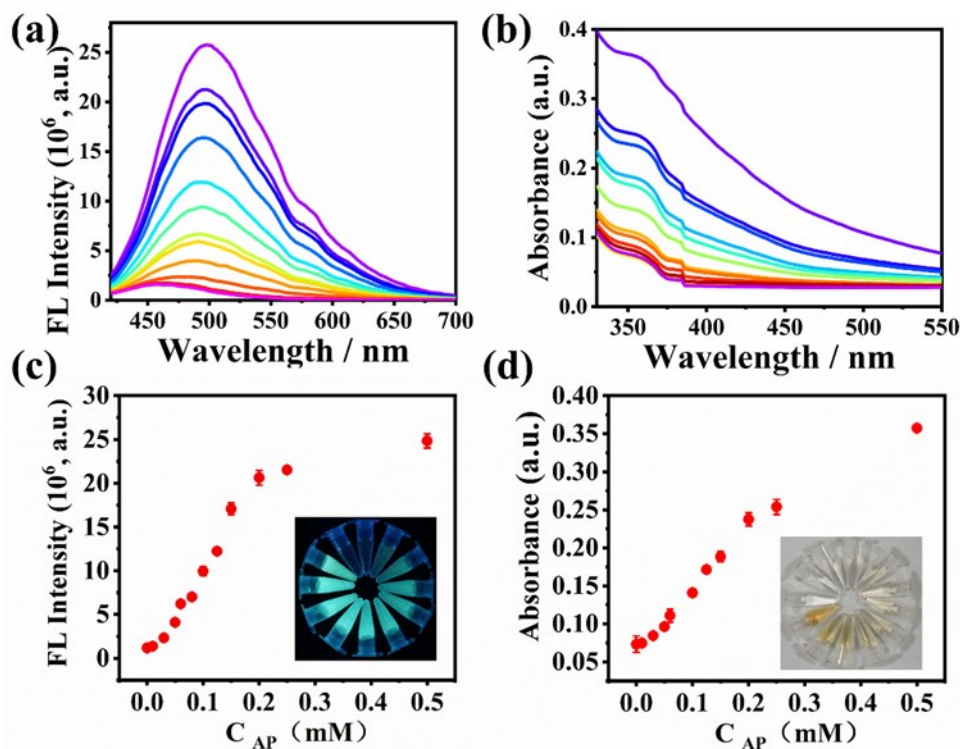 (a)
FL Intensity (10⁶, a.u.)
25
20
15
10
5
0
450 500 550 600 650 700
Wavelength / nm
(b)
Absorbance (a.u.)
0.4
0.3
0.2
0.1
0.0
350 400 450 500 550
Wavelength / nm
(c)
FL Intensity (10⁶, a.u.)
30
25
20
15
10
5
0
0.0 0.1 0.2 0.3 0.4 0.5
C AP (mM)
(d)
Absorbance (a.u.)
0.40
0.35
0.30
0.25
0.20
0.15
0.10
0.05
0.0 0.1 0.2 0.3 0.4 0.5
C AP (mM)